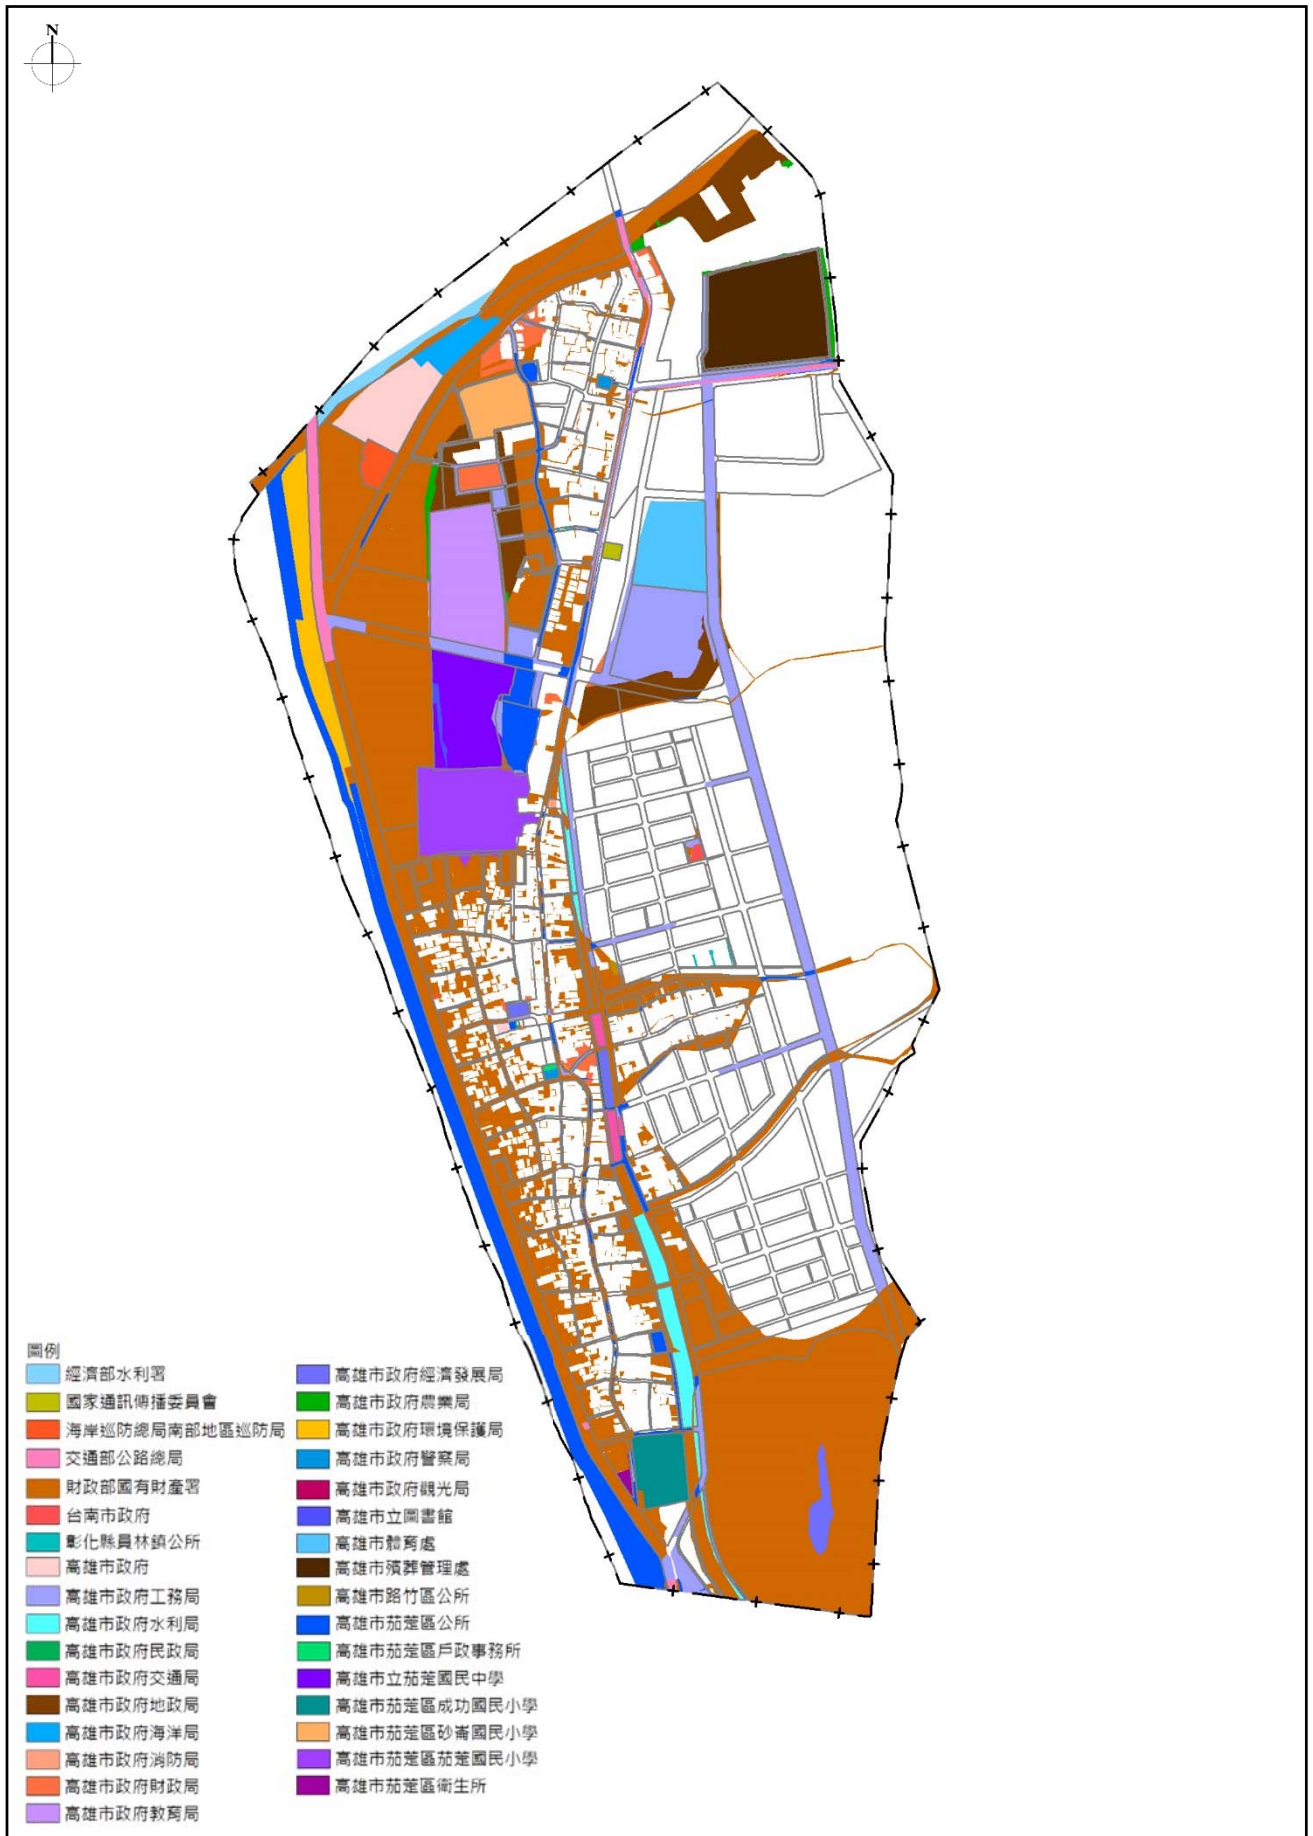 N
圖例
經濟部水利署
國家通訊傳播委員會
海岸巡防總局南部地區巡防局
交通部公路總局
財政部國有財產署
台南市政府
彰化縣員林鎮公所
高雄市政府
高雄市政府工務局
高雄市政府水利局
高雄市政府民政局
高雄市政府交通局
高雄市政府地政局
高雄市政府海洋局
高雄市政府消防局
高雄市政府財政局
高雄市政府教育局
高雄市政府經濟發展局
高雄市政府農業局
高雄市政府環境保護局
高雄市政府警察局
高雄市政府觀光局
高雄市立圖書館
高雄市體育處
高雄市殯葬管理處
高雄市路竹區公所
高雄市茄萣區公所
高雄市茄萣區戶政事務所
高雄市立茄萣國民中學
高雄市茄萣區成功國民小學
高雄市茄萣區砂崙國民小學
高雄市茄萣區茄萣國民小學
高雄市茄萣區衛生所